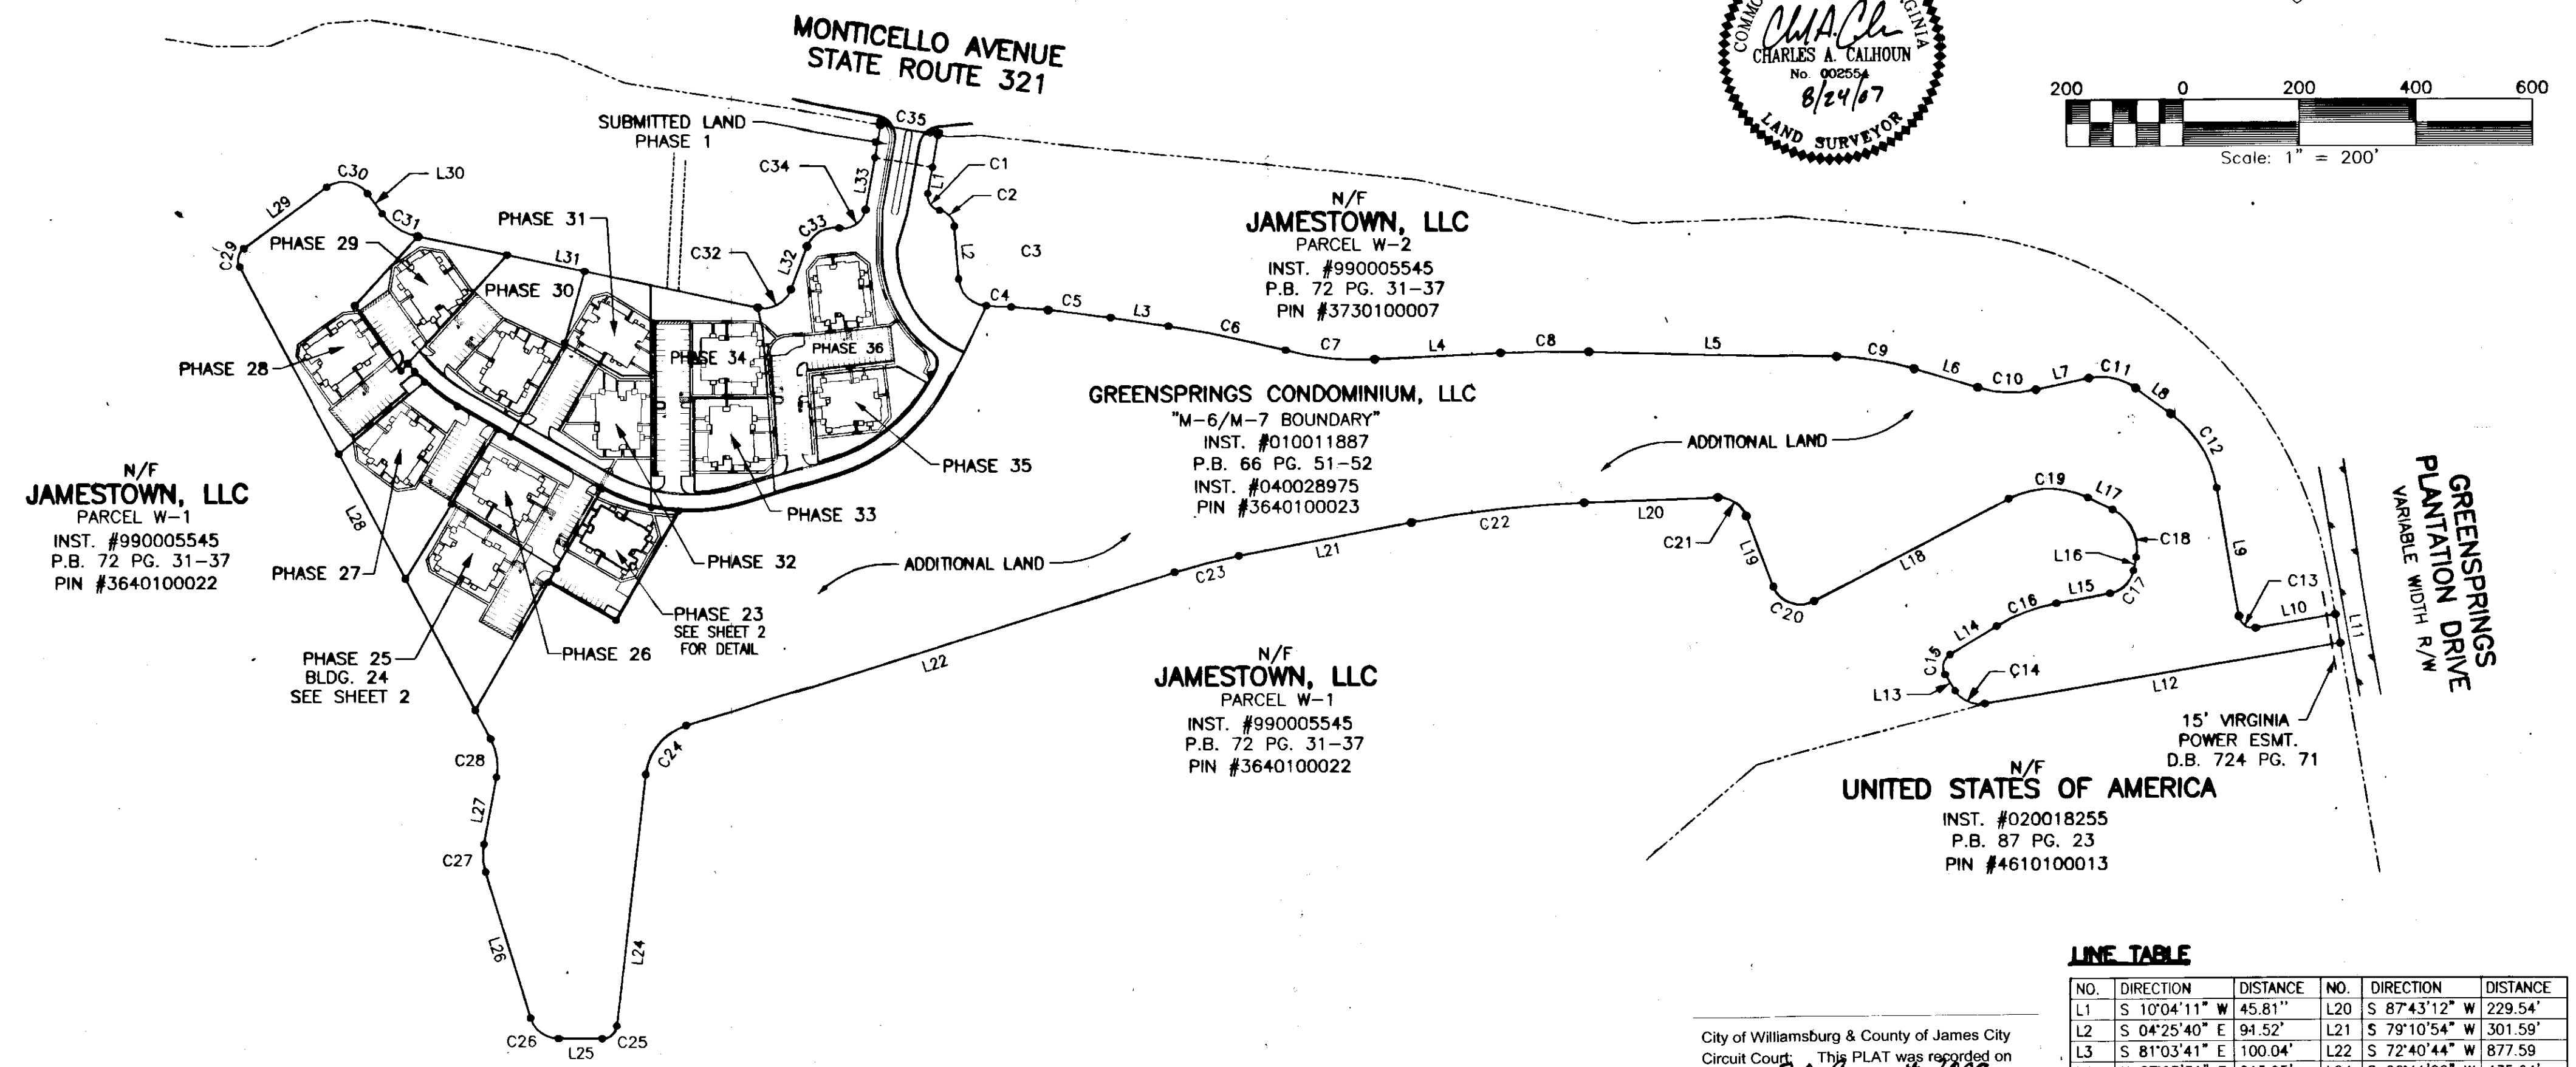 MONTICELLO AVENUE
STATE ROUTE 321
COMMO
GINIA
CHARLES A. CALHOUN
No. 002554
8/24/07
LAND SURVEYOR
200 0 200 400 600
Scale: 1" = 200'
SUBMITTED LAND
PHASE 1
C35
C34
C1
C2
L1
L33
C33
C32
L32
L2
C3
C30
L30
L29
C31
C29
L31
PHASE 31
PHASE 29
PHASE 30
PHASE 28
PHASE 34
PHASE 36
C4
C5
L3
C6
C7
L4
C8
L5
C9
L6
C10
L7
C11
L8
C12
N/F
JAMESTOWN, LLC
PARCEL W-2
INST. #990005545
P.B. 72 PG. 31-37
PIN #3730100007
GREENSPRINGS CONDOMINIUM, LLC
"M-6/M-7 BOUNDARY"
INST. #010011887
P.B. 66 PG. 51-52
INST. #040028975
PIN #3640100023
ADDITIONAL LAND
PHASE 35
PHASE 33
PHASE 32
N/F
JAMESTOWN, LLC
PARCEL W-1
INST. #990005545
P.B. 72 PG. 31-37
PIN #3640100022
L28
PHASE 27
PHASE 23
SEE SHEET 2
FOR DETAIL
PHASE 26
PHASE 25
BLDG. 24
SEE SHEET 2
ADDITIONAL LAND
C23
L21
C22
L20
C21
L19
C20
L18
C19
L17
C18
L16
C17
L15
C16
L14
C15
L13
C14
L9
C13
L10
L11
L12
GREENSPRINGS
PLANTATION DRIVE
VARIABLE WIDTH R/W
15' VIRGINIA
POWER ESMT.
D.B. 724 PG. 71
L22
N/F
JAMESTOWN, LLC
PARCEL W-1
INST. #990005545
P.B. 72 PG. 31-37
PIN #3640100022
N/F
UNITED STATES OF AMERICA
INST. #020018255
P.B. 87 PG. 23
PIN #4610100013
C24
C28
L27
C27
L26
L24
C26
L25
C25
LINE TABLE
NO. DIRECTION DISTANCE NO. DIRECTION DISTANCE
L1 S 10°04'11" W 45.81'' L20 S 87°43'12" W 229.54'
L2 S 04°25'40" E 91.52' L21 S 79°10'54" W 301.59'
L3 S 81°03'41" E 100.04' L22 S 72°40'44" W 877.59
City of Williamsburg & County of James City
Circuit Court: This PLAT was recorded on